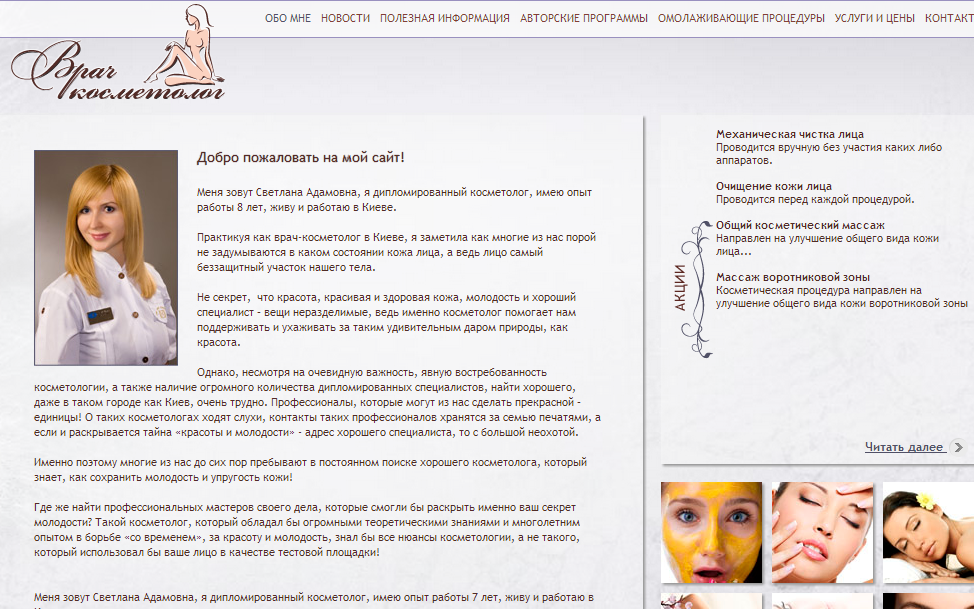 ОБО МНЕ НОВОСТИ ПОЛЕЗНАЯ ИНФОРМАЦИЯ АВТОРСКИЕ ПРОГРАММЫ ОМОЛАЖИВАЮЩИЕ ПРОЦЕДУРЫ УСЛУГИ И ЦЕНЫ КОНТАКТ
Врач
косметолог
Добро пожаловать на мой сайт!
Меня зовут Светлана Адамовна, я дипломированный косметолог, имею опыт
работы 8 лет, живу и работаю в Киеве.
Практикуя как врач-косметолог в Киеве, я заметила как многие из нас порой
не задумываются в каком состоянии кожа лица, а ведь лицо самый
беззащитный участок нашего тела.
Не секрет, что красота, красивая и здоровая кожа, молодость и хороший
специалист - вещи неразделимые, ведь именно косметолог помогает нам
поддерживать и ухаживать за таким удивительным даром природы, как
красота.
Однако, несмотря на очевидную важность, явную востребованность
косметологии, а также наличие огромного количества дипломированных специалистов, найти хорошего,
даже в таком городе как Киев, очень трудно. Профессионалы, которые могут из нас сделать прекрасное -
единицы! О таких косметологах ходят слухи, контакты таких профессионалов хранятся за семью печатями, а
если и раскрывается тайна «красоты и молодости» - адрес хорошего специалиста, то с большой неохотой.
Именно поэтому многие из нас до сих пор пребывают в постоянном поиске хорошего косметолога, который
знает, как сохранить молодость и упругость кожи!
Где же найти профессиональных мастеров своего дела, которые смогли бы раскрыть именно ваш секрет
молодости? Такой косметолог, который обладал бы огромными теоретическими знаниями и многолетним
опытом в борьбе «со временем», за красоту и молодость, знал бы все нюансы косметологии, а не такого,
который использовал бы ваше лицо в качестве тестовой площадки!
Меня зовут Светлана Адамовна, я дипломированный косметолог, имею опыт работы 7 лет, живу и работаю в
АКЦИИ
Механическая чистка лица
Проводится вручную без участия каких либо
аппаратов.
Очищение кожи лица
Проводится перед каждой процедурой.
Общий косметический массаж
Направлен на улучшение общего вида кожи
лица...
Массаж воротниковой зоны
Косметическая процедура направлен на
улучшение общего вида кожи воротниковой зоны
Читать далее